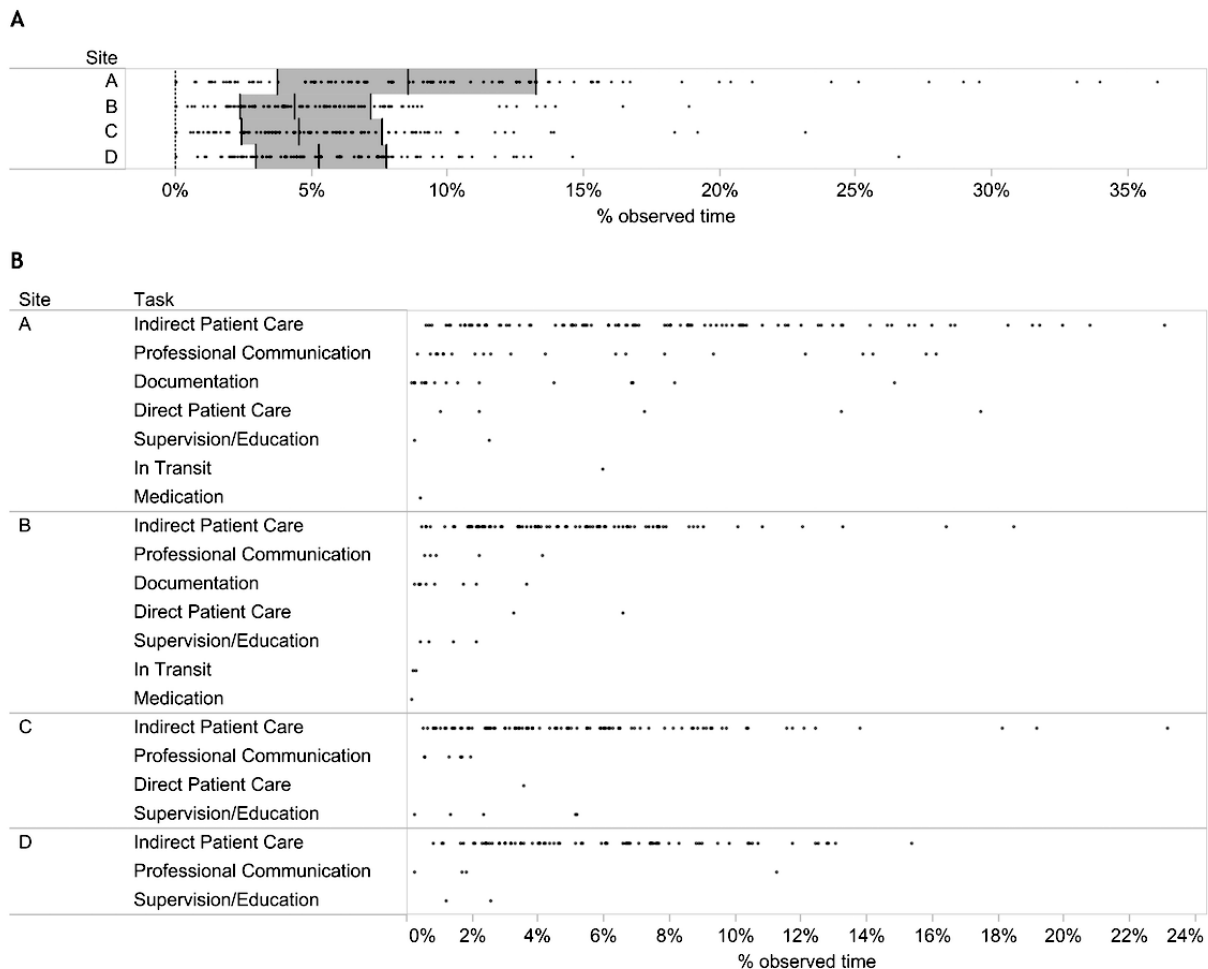 A
Site
A
B
C
D
0% 5% 10% 15% 20% 25% 30% 35%
% observed time
B
Site Task
A Indirect Patient Care
Professional Communication
Documentation
Direct Patient Care
Supervision/Education
In Transit
Medication
B Indirect Patient Care
Professional Communication
Documentation
Direct Patient Care
Supervision/Education
In Transit
Medication
C Indirect Patient Care
Professional Communication
Direct Patient Care
Supervision/Education
D Indirect Patient Care
Professional Communication
Supervision/Education
0% 2% 4% 6% 8% 10% 12% 14% 16% 18% 20% 22% 24%
% observed time